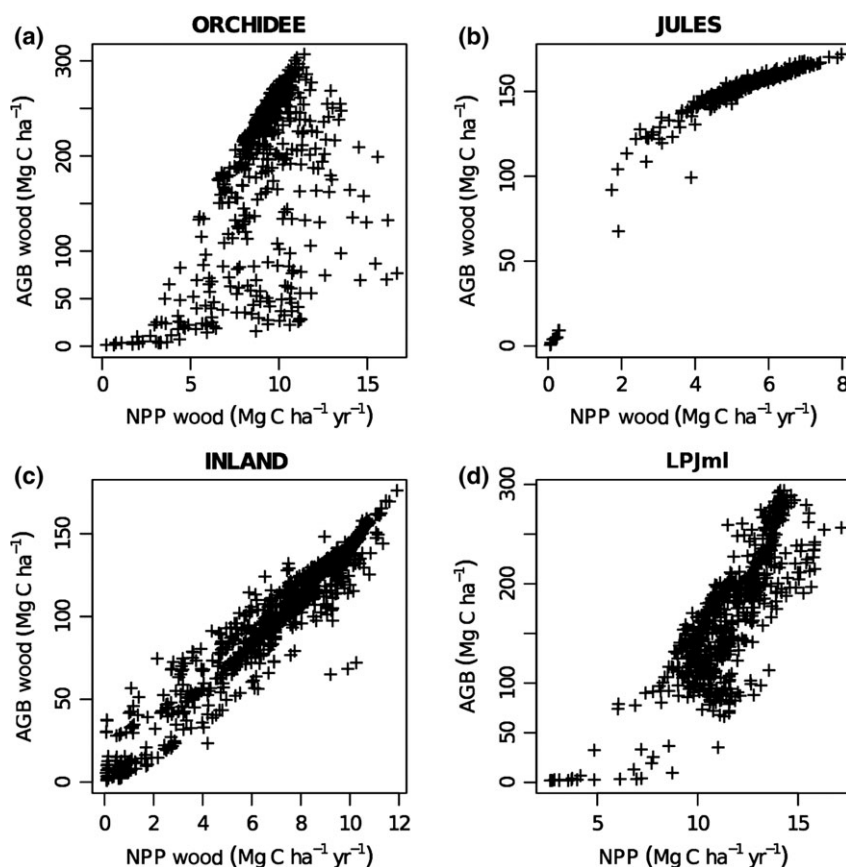 (a) ORCHIDEE
AGB wood (Mg C ha⁻¹)
300
200
100
50
0
0 5 10 15
NPP wood (Mg C ha⁻¹ yr⁻¹)
(b) JULES
AGB wood (Mg C ha⁻¹)
150
100
50
0
0 2 4 6 8
NPP wood (Mg C ha⁻¹ yr⁻¹)
(c) INLAND
AGB wood (Mg C ha⁻¹)
150
100
50
0
0 2 4 6 8 10 12
NPP wood (Mg C ha⁻¹ yr⁻¹)
(d) LPJml
AGB (Mg C ha⁻¹)
300
200
100
50
0
5 10 15
NPP (Mg C ha⁻¹ yr⁻¹)